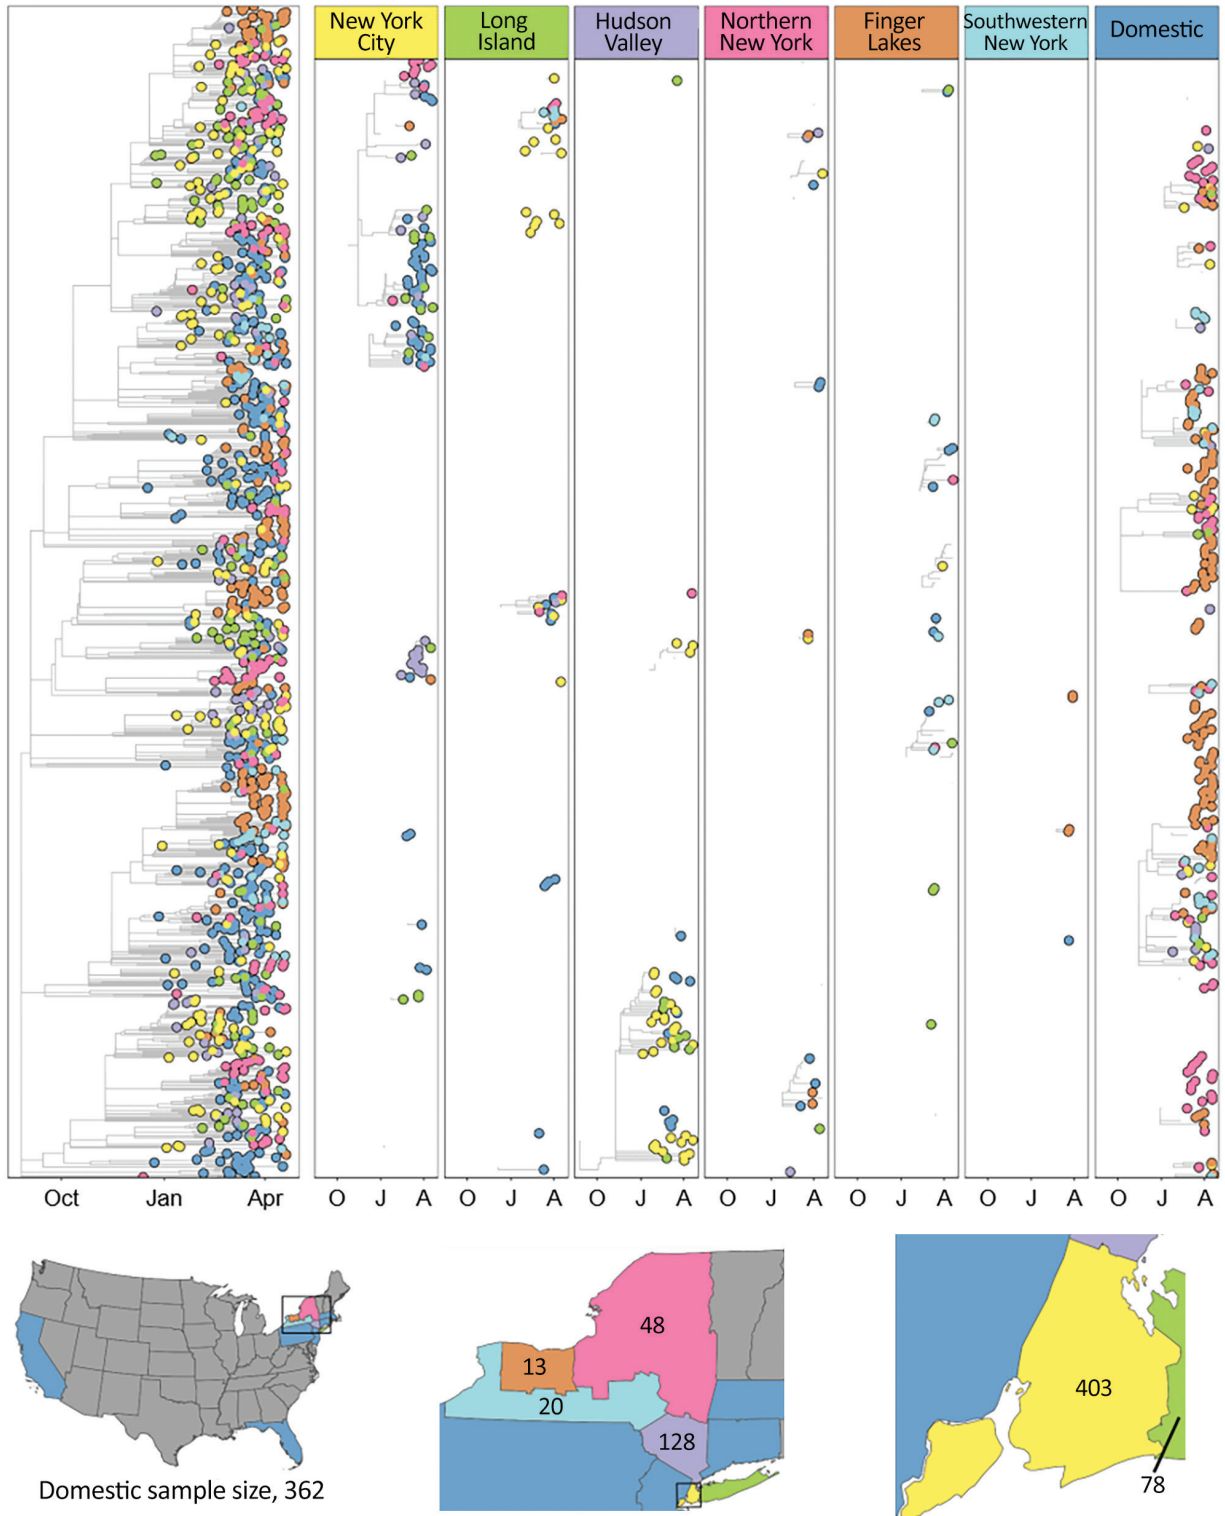 New York
City
Long
Island
Hudson
Valley
Northern
New York
Finger
Lakes
Southwestern
New York
Domestic
Oct Jan Apr
O J A
O J A
O J A
O J A
O J A
O J A
O J A
48
13
20
128
403
78
Domestic sample size, 362